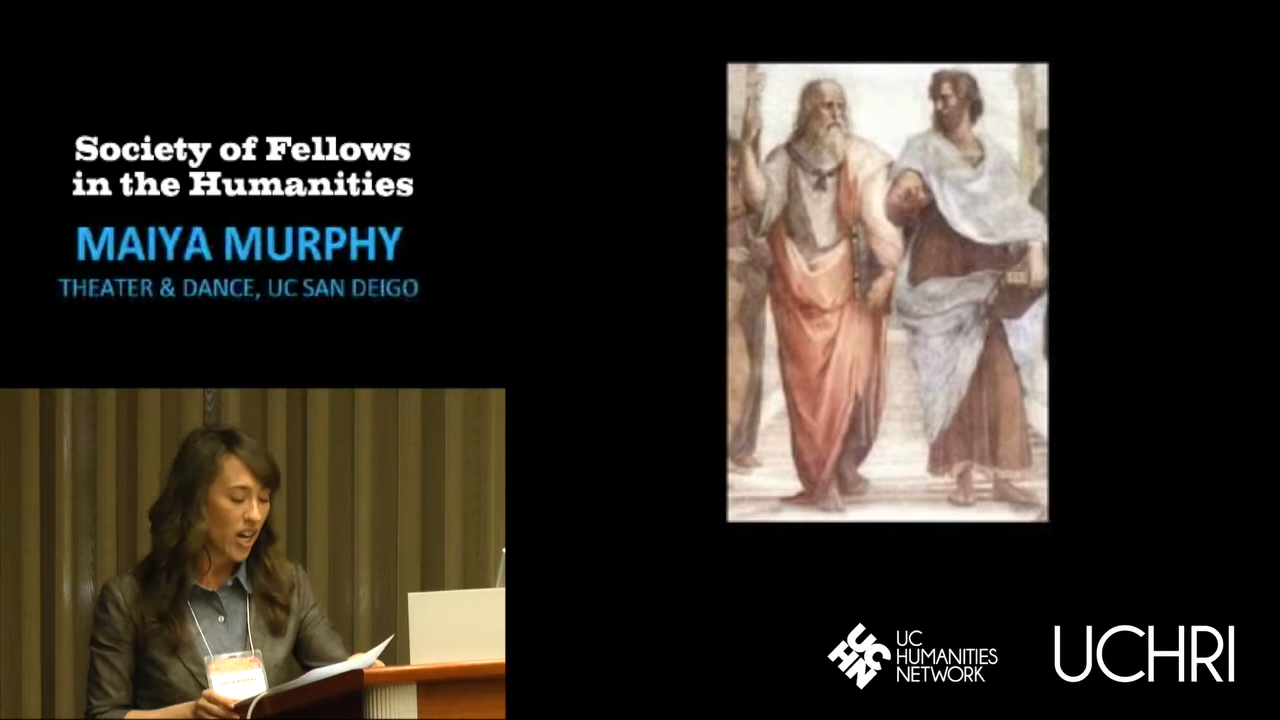 Society of Fellows
in the Humanities
MAIYA MURPHY
THEATER & DANCE, UC SAN DEIGO
UC
HUMANITIES
NETWORK
UCHRI